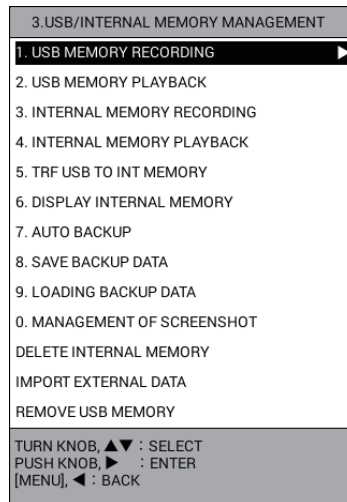 3.USB/INTERNAL MEMORY MANAGEMENT
1. USB MEMORY RECORDING ▶
2. USB MEMORY PLAYBACK
3. INTERNAL MEMORY RECORDING
4. INTERNAL MEMORY PLAYBACK
5. TRF USB TO INT MEMORY
6. DISPLAY INTERNAL MEMORY
7. AUTO BACKUP
8. SAVE BACKUP DATA
9. LOADING BACKUP DATA
0. MANAGEMENT OF SCREENSHOT
DELETE INTERNAL MEMORY
IMPORT EXTERNAL DATA
REMOVE USB MEMORY
TURN KNOB, ▲▼ : SELECT
PUSH KNOB, ▶ : ENTER
[MENU], ◀ : BACK